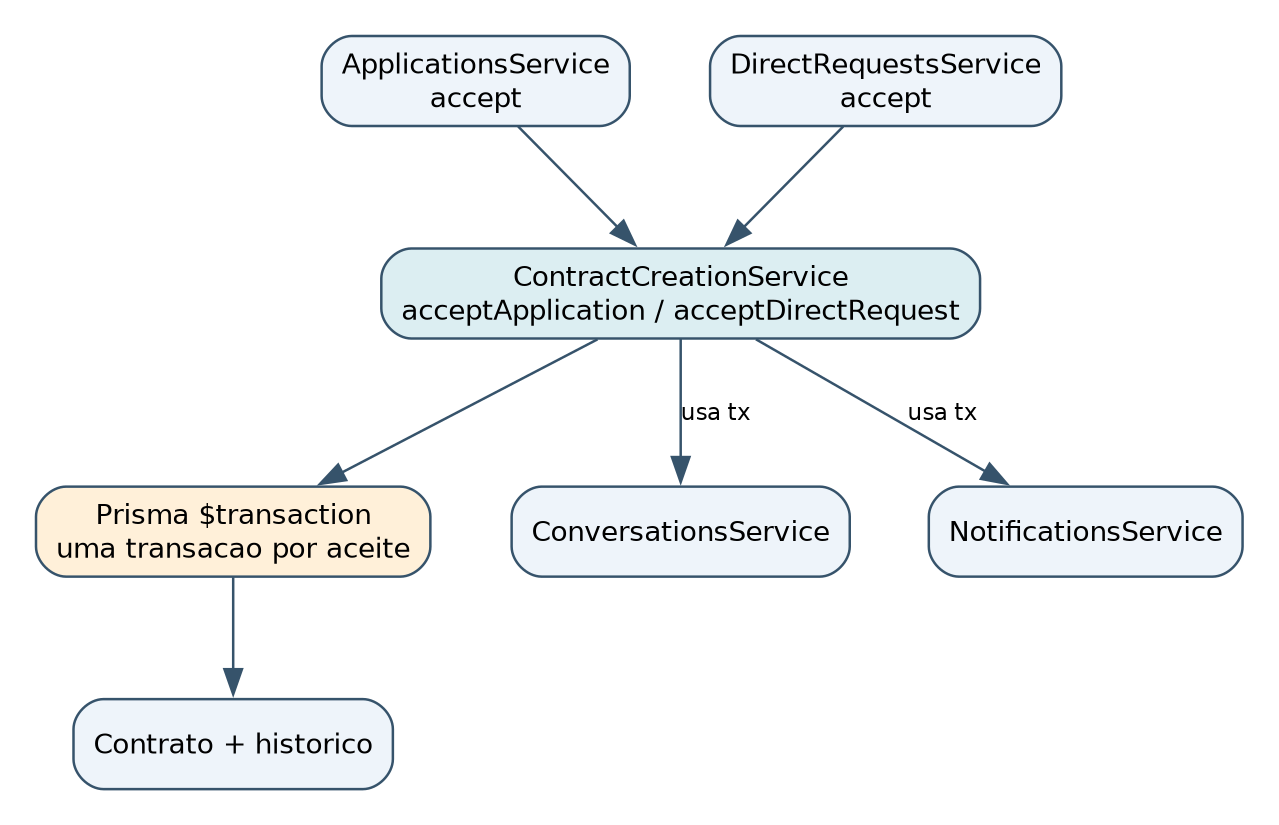 ApplicationsService
accept
DirectRequestsService
accept
ContractCreationService
acceptApplication / acceptDirectRequest
usa tx
usa tx
Prisma $transaction
uma transacao por aceite
ConversationsService
NotificationsService
Contrato + historico